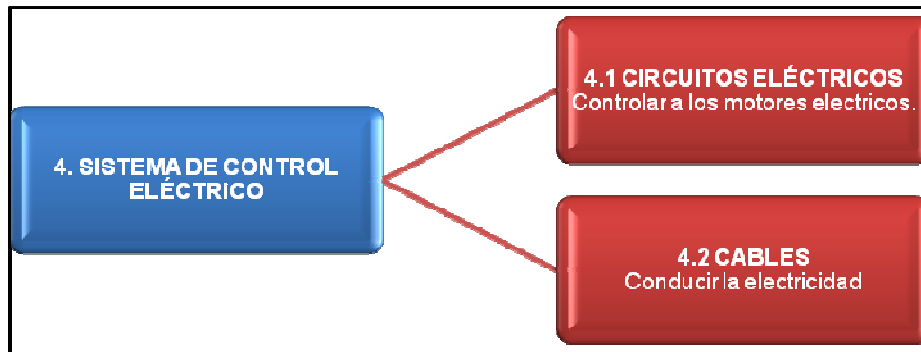 4. SISTEMA DE CONTROL
ELÉCTRICO
4.1 CIRCUITOS ELÉCTRICOS
Controlar a los motores electricos.
4.2 CABLES
Conducir la electricidad